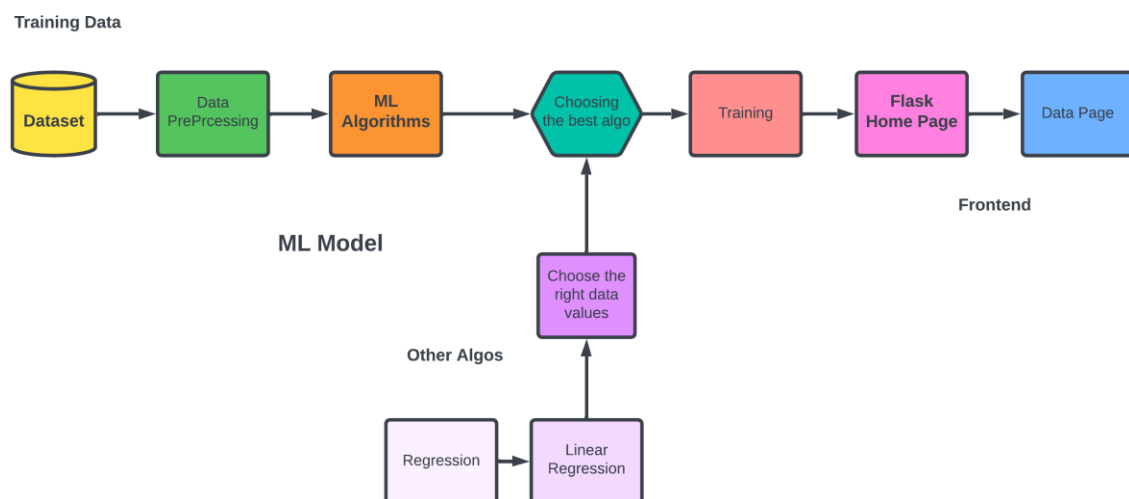 Training Data
Dataset
Data
PrePrcessing
ML
Algorithms
Choosing
the best algo
Training
Flask
Home Page
Data Page
Frontend
ML Model
Choose the
right data
values
Other Algos
Regression
Linear
Regression